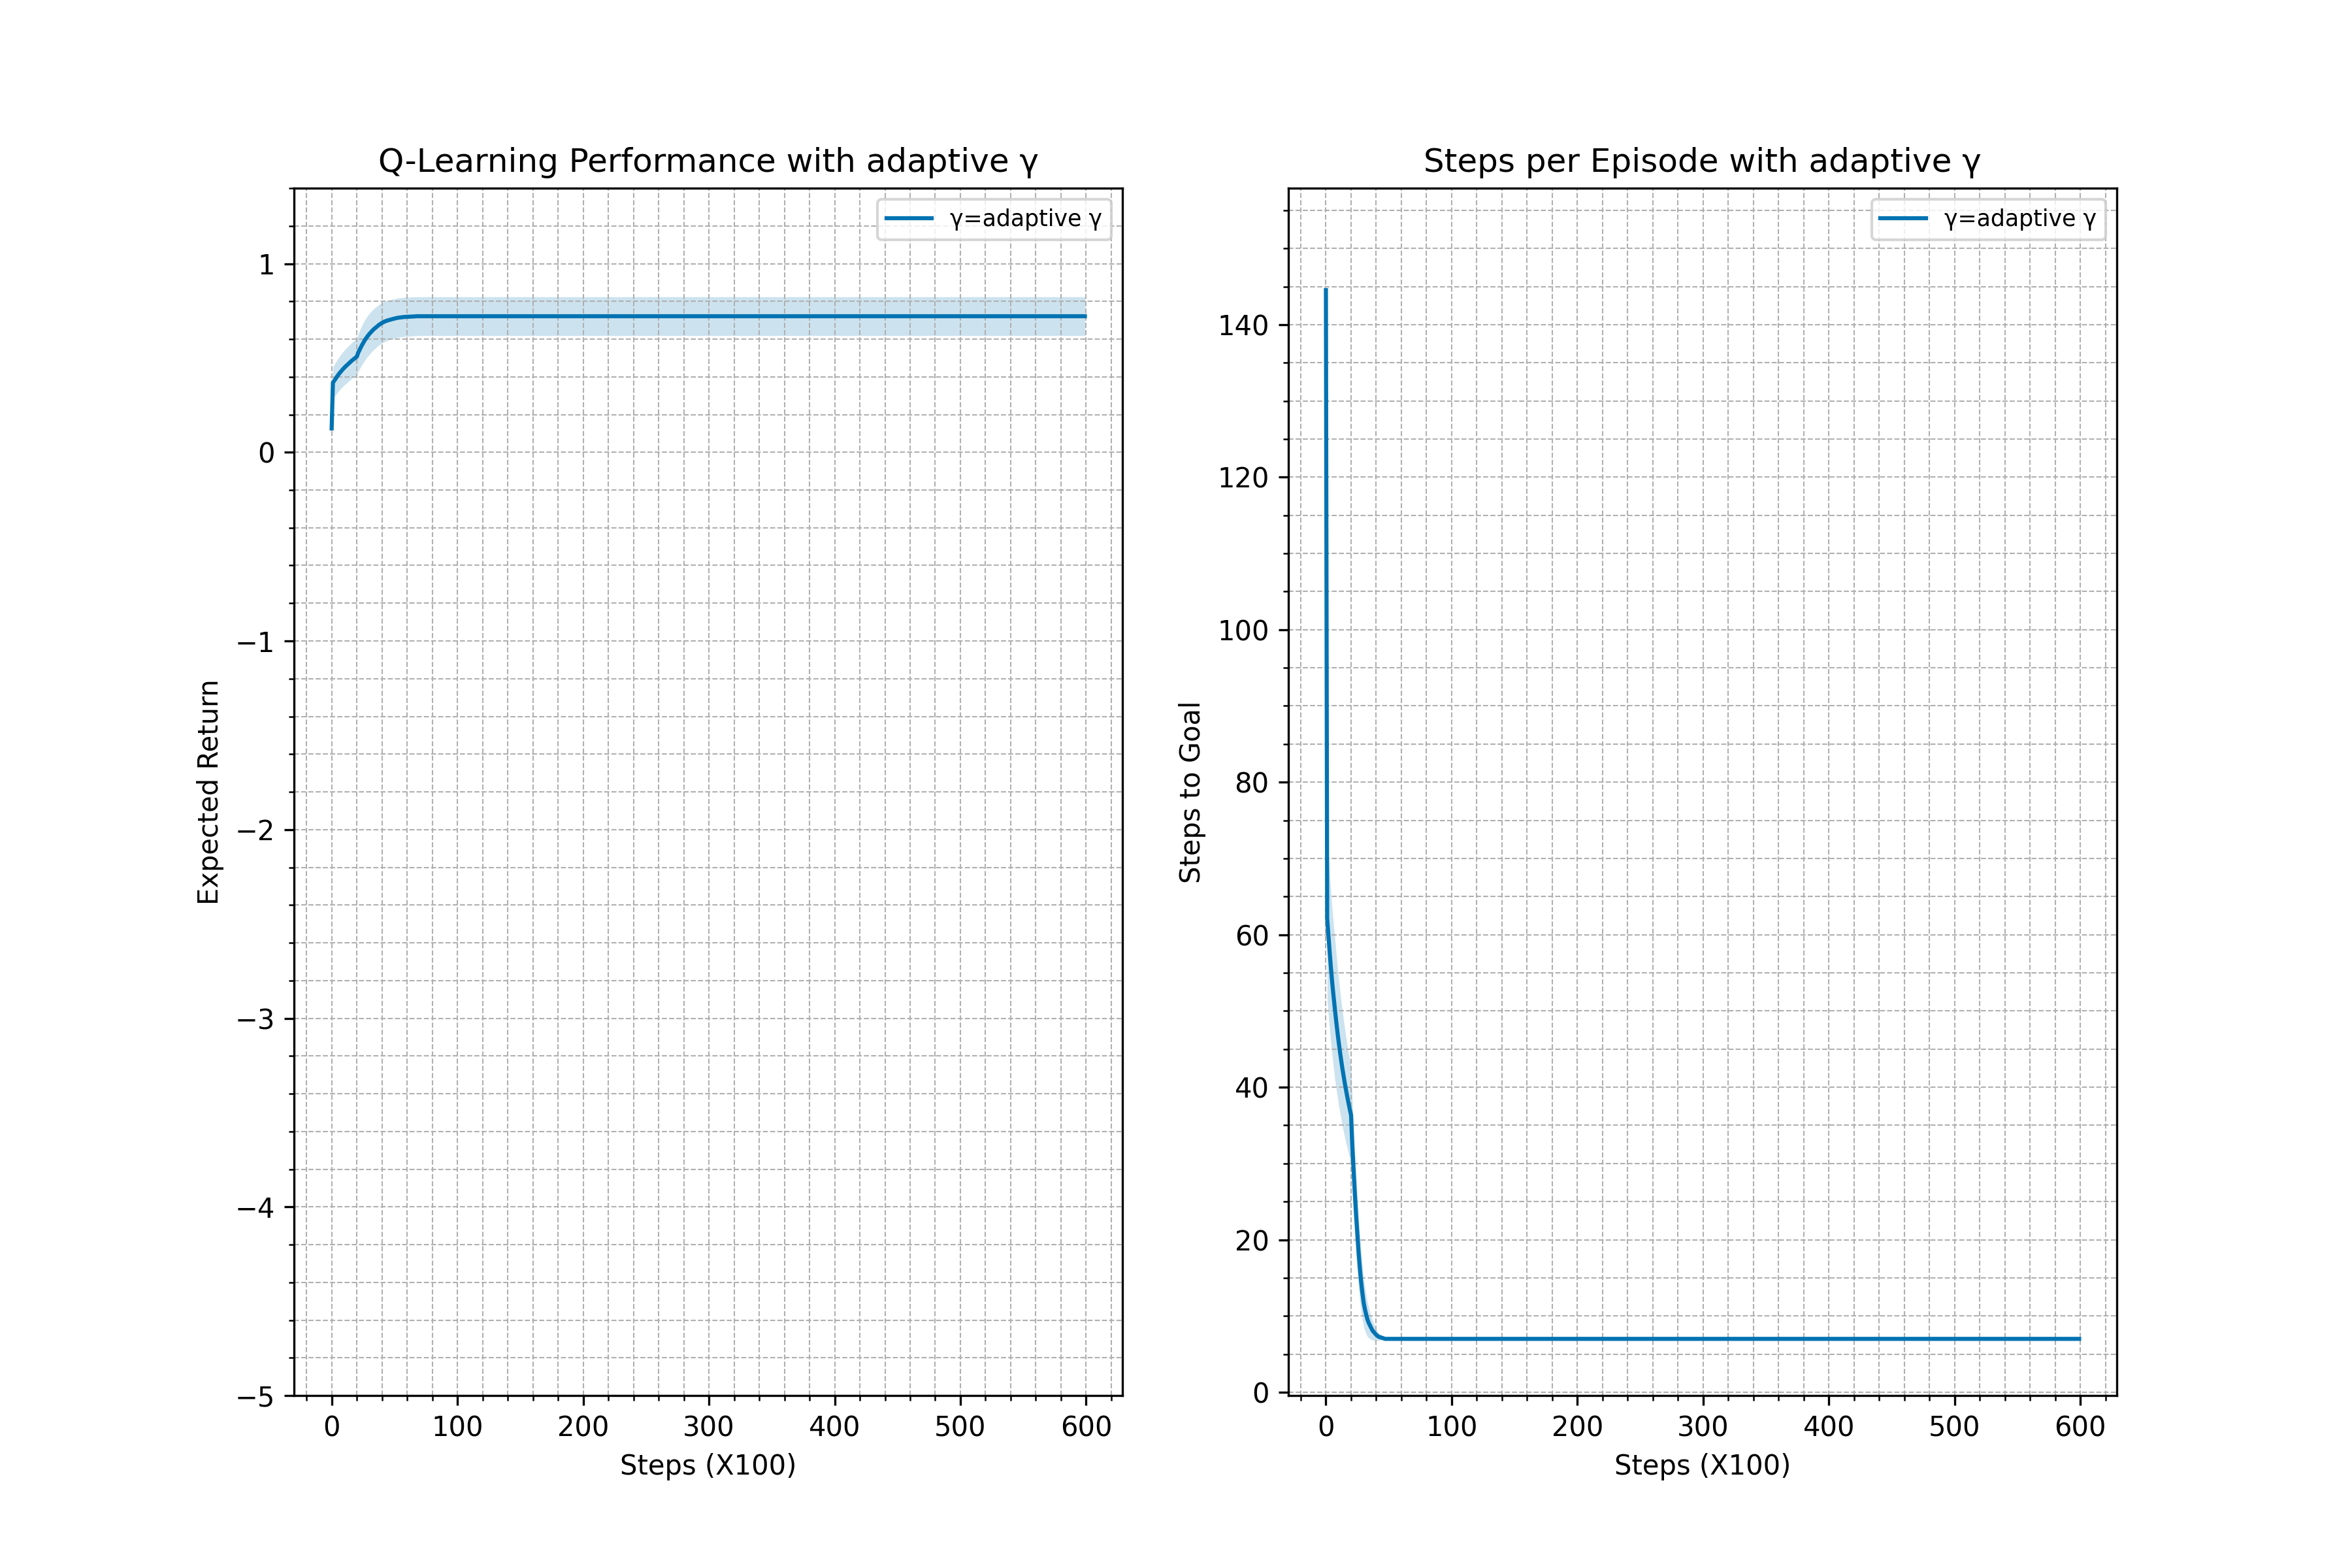 Q-Learning Performance with adaptive γ
γ=adaptive γ
1
0
−1
−2
−3
−4
−5
Expected Return
0 100 200 300 400 500 600
Steps (X100)
Steps per Episode with adaptive γ
γ=adaptive γ
140
120
100
80
60
40
20
0
Steps to Goal
0 100 200 300 400 500 600
Steps (X100)